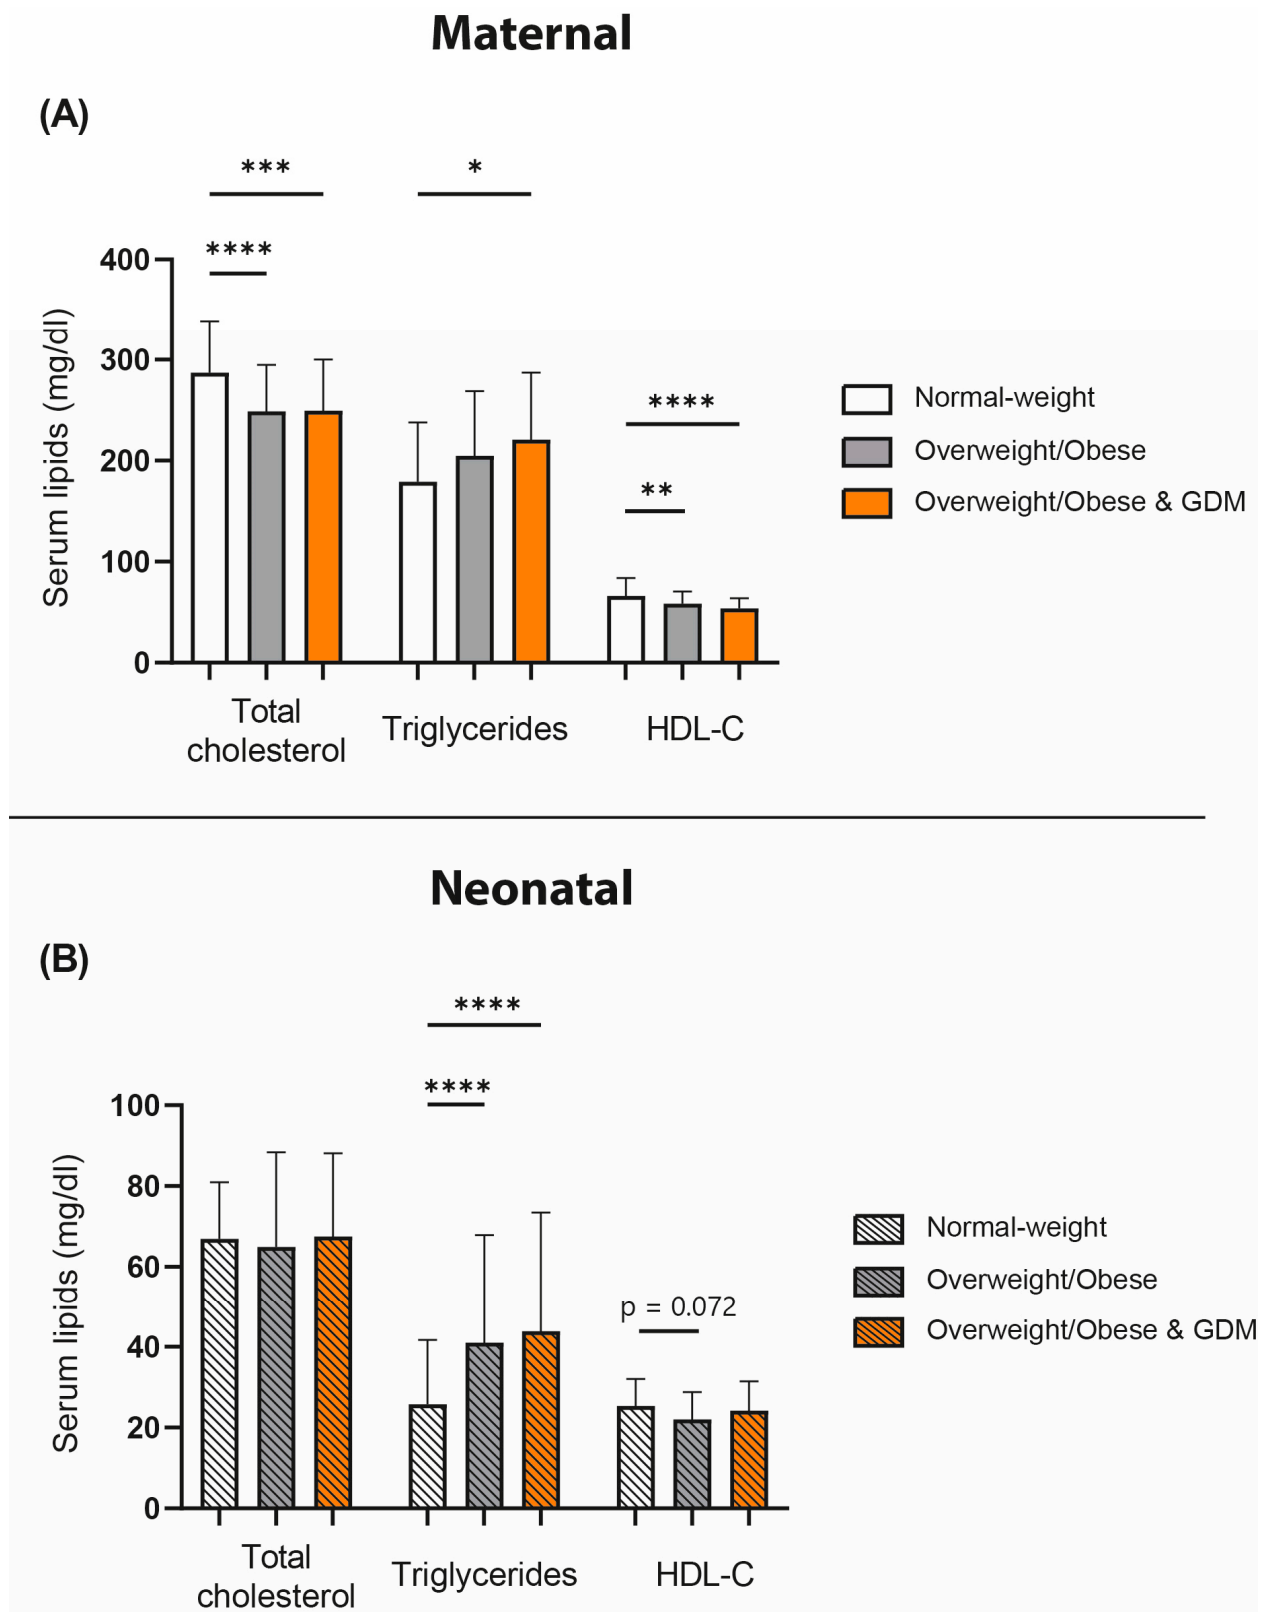 Maternal
(A)
*** *
****
400
300
200
100
0
Serum lipids (mg/dl)
****
**
Normal-weight
Overweight/Obese
Overweight/Obese & GDM
Total
cholesterol
Triglycerides
HDL-C
Neonatal
(B)
****
****
100
80
60
40
20
0
Serum lipids (mg/dl)
p = 0.072
Normal-weight
Overweight/Obese
Overweight/Obese & GDM
Total
cholesterol
Triglycerides
HDL-C